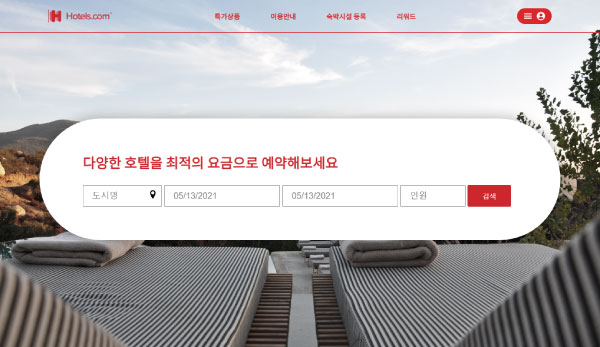 Hotels.com
특가상품 이용안내 숙박시설 등록 리워드
다양한 호텔을 최적의 요금으로 예약해보세요
도시명 05/13/2021 05/13/2021 인원 검색